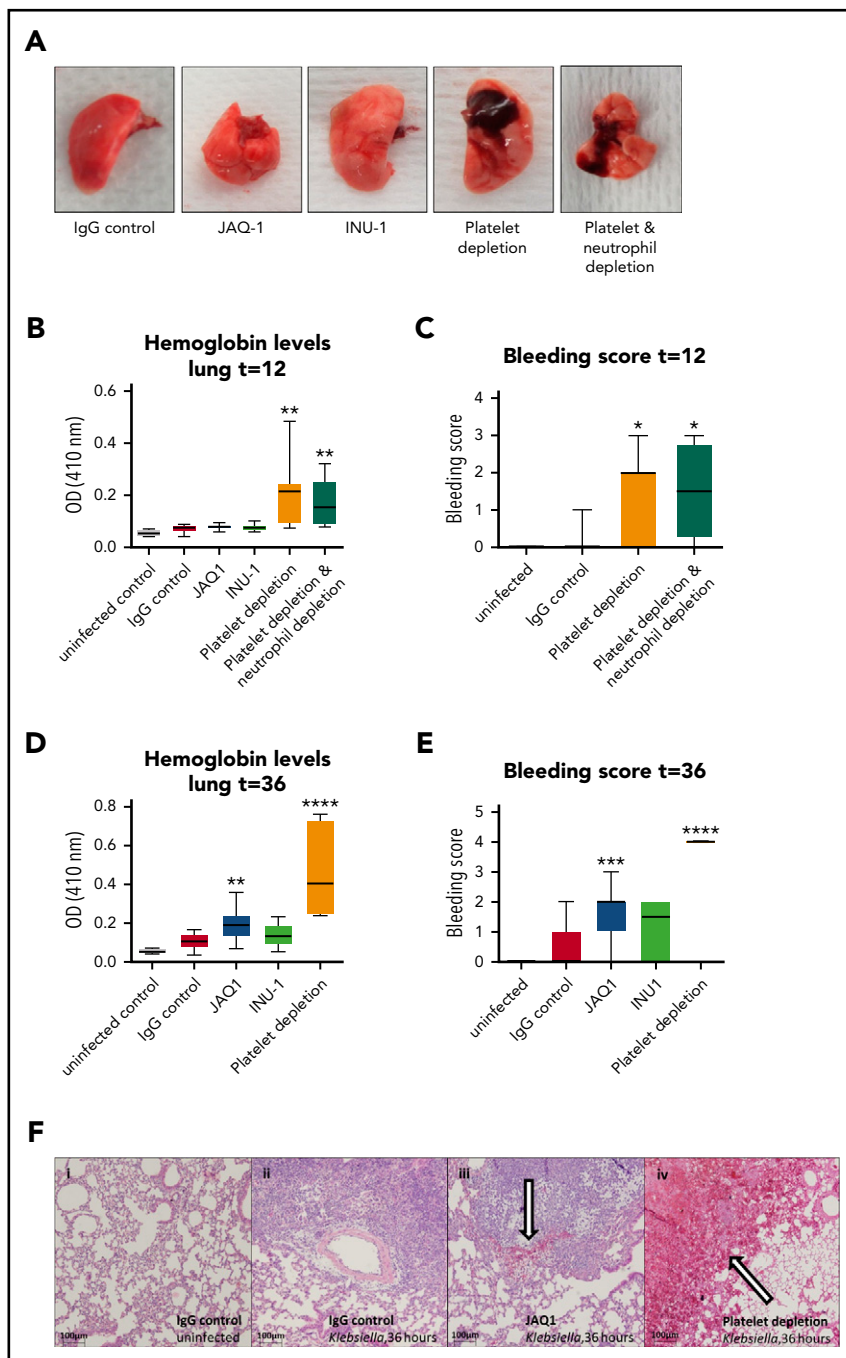 A
IgG control
JAQ-1
INU-1
Platelet
depletion
Platelet &
neutrophil
depletion
B
Hemoglobin levels
lung t=12
OD (410 nm)
0.6
0.4
0.2
0.0
**
**
uninfected control
IgG control
JAQ1
INU-1
Platelet depletion
Platelet depletion &
neutrophil depletion
C
Bleeding score t=12
Bleeding score
4
3
2
1
0
*
*
uninfected
IgG control
Platelet depletion
Platelet depletion &
neutrophil depletion
D
Hemoglobin levels
lung t=36
OD (410 nm)
0.8
0.6
0.4
0.2
0.0
**
****
uninfected control
IgG control
JAQ1
INU-1
Platelet depletion
E
Bleeding score t=36
Bleeding score
5
4
3
2
1
0
***
****
uninfected
IgG control
JAQ1
INU1
Platelet depletion
F
i
IgG control
uninfected
100µm
ii
IgG control
Klebsiella,36 hours
100µm
iii
JAQ1
Klebsiella,36 hours
100µm
iv
Platelet depletion
Klebsiella,36 hours
100µm